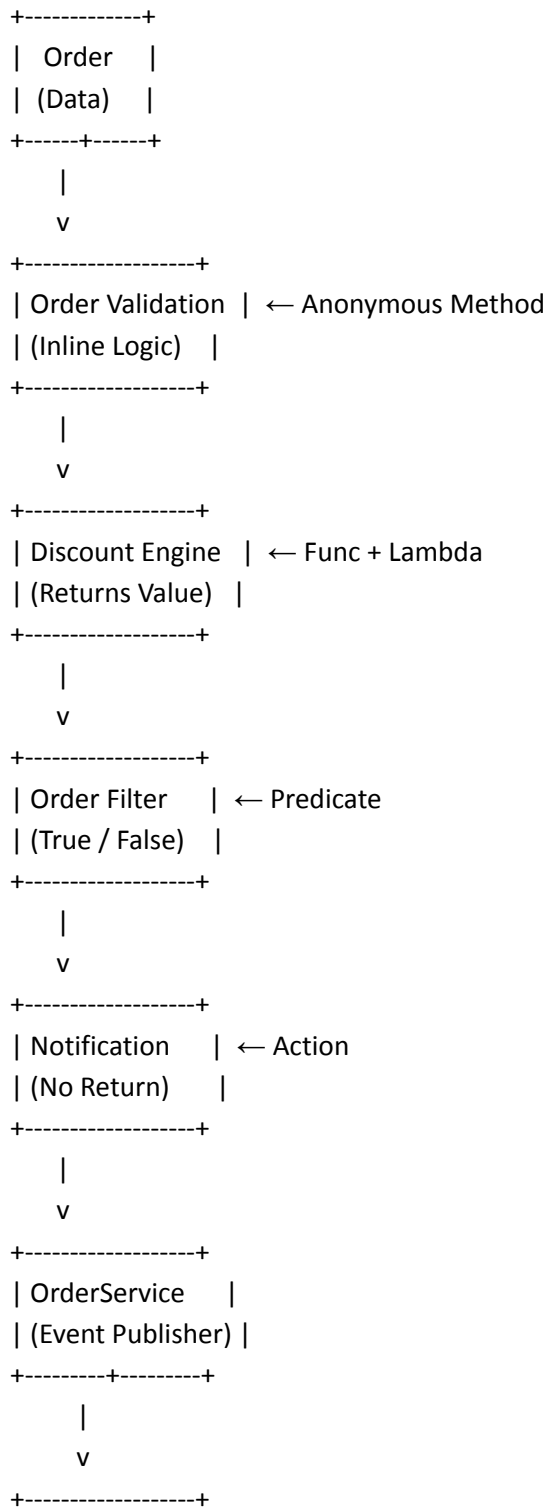 +-------------+
| Order |
| (Data) |
+------+------+
|
v
+-------------------+
| Order Validation | ← Anonymous Method
| (Inline Logic) |
+-------------------+
|
v
+-------------------+
| Discount Engine | ← Func + Lambda
| (Returns Value) |
+-------------------+
|
v
+-------------------+
| Order Filter | ← Predicate
| (True / False) |
+-------------------+
|
v
+-------------------+
| Notification | ← Action
| (No Return) |
+-------------------+
|
v
+-------------------+
| OrderService |
| (Event Publisher) |
+---------+---------+
|
v
+-------------------+